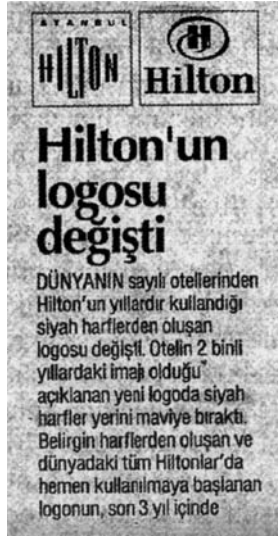 ISTANBUL
HILTON
H
Hilton
Hilton'un
logosu
değişti
DÜNYANIN sayılı otellerinden
Hilton'un yıllardır kullandığı
siyah harflerden oluşan
logosu değişti. Otelin 2 binli
yıllardaki imajı olduğu
açıklanan yeni logoda siyah
harfler yerini maviye bıraktı.
Belirgin harflerden oluşan ve
dünyadaki tüm Hiltonlar'da
hemen kullanılmaya başlanan
logonun, son 3 yıl içinde